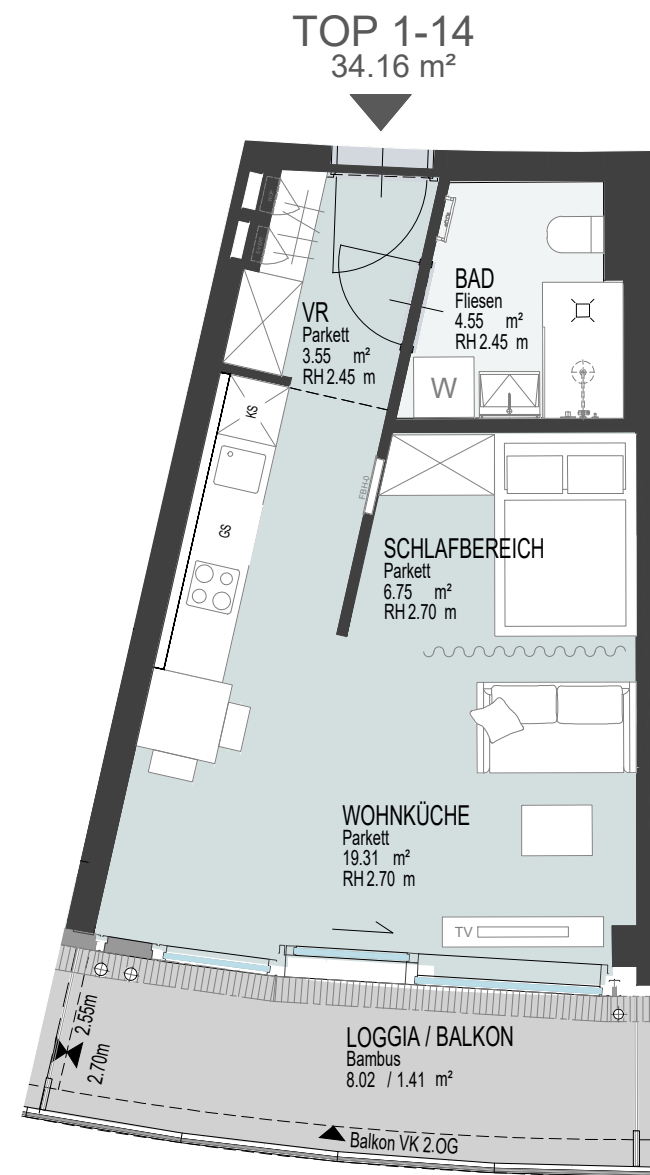 TOP 1-14
34.16 m²
VR
Parkett
3.55 m²
RH 2.45 m
BAD
Fliesen
4.55 m²
RH 2.45 m
W
KS
GS
FBH-0
SCHLAFBEREICH
Parkett
6.75 m²
RH 2.70 m
WOHNKÜCHE
Parkett
19.31 m²
RH 2.70 m
TV
LOGGIA / BALKON
Bambus
8.02 / 1.41 m²
2.55m
2.70m
Balkon VK 2.OG